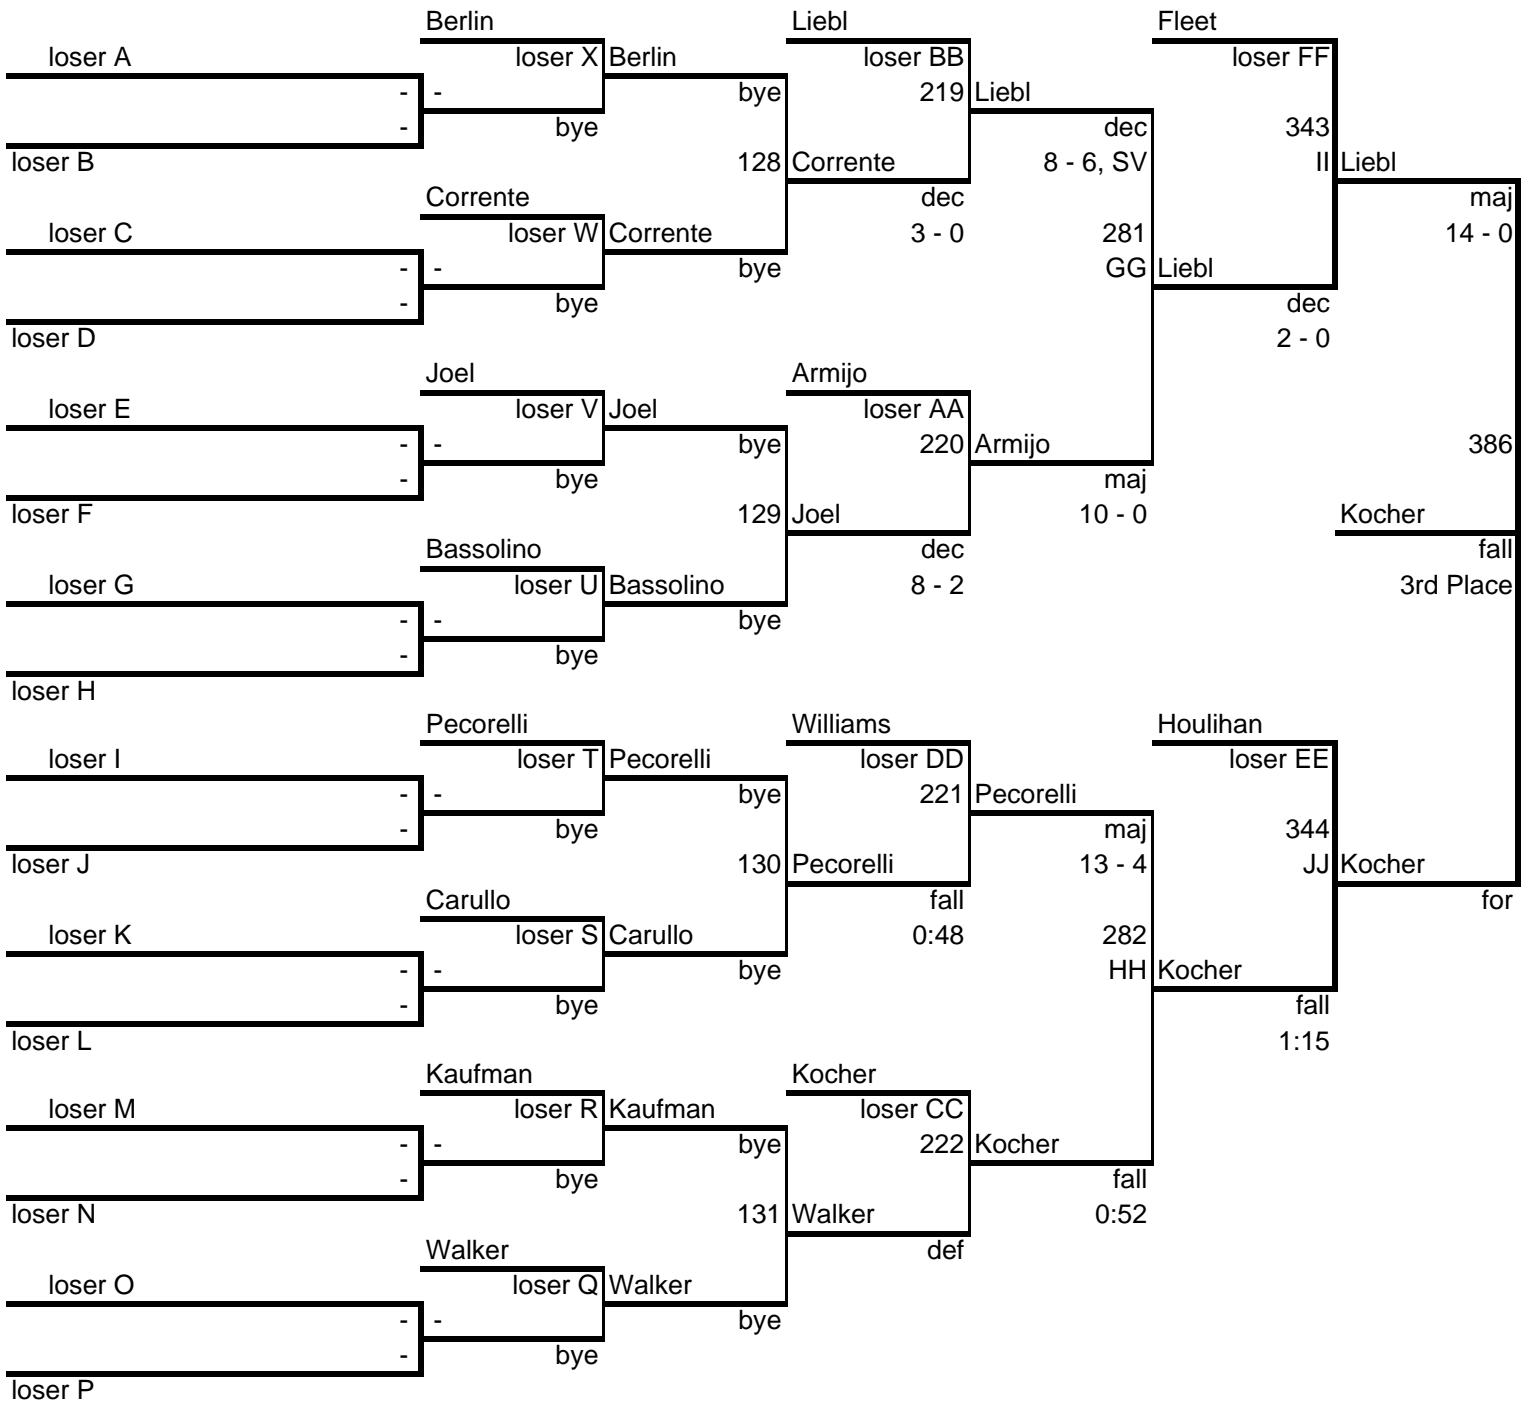 Berlin Liebl Fleet
loser A loser X Berlin loser BB loser FF
- - bye 219 Liebl
- bye dec 343
loser B 128 Corrente 8 - 6, SV II Liebl
Corrente dec maj
loser C loser W Corrente 3 - 0 281 14 - 0
- - bye GG Liebl
- bye dec
loser D 2 - 0
Joel Armijo
loser E loser V Joel loser AA
- - bye 220 Armijo 386
- bye maj
loser F 129 Joel 10 - 0 Kocher
Bassolino dec fall
loser G loser U Bassolino 8 - 2 3rd Place
- - bye
- bye
loser H
Pecorelli Williams Houlihan
loser I loser T Pecorelli loser DD loser EE
- - bye 221 Pecorelli
- bye maj 344
loser J 130 Pecorelli 13 - 4 JJ Kocher
Carullo fall for
loser K loser S Carullo 0:48 282
- - bye HH Kocher
- bye fall
loser L 1:15
Kaufman Kocher
loser M loser R Kaufman loser CC
- - bye 222 Kocher
- bye fall
loser N 131 Walker 0:52
Walker def
loser O loser Q Walker
- - bye
- bye
loser P